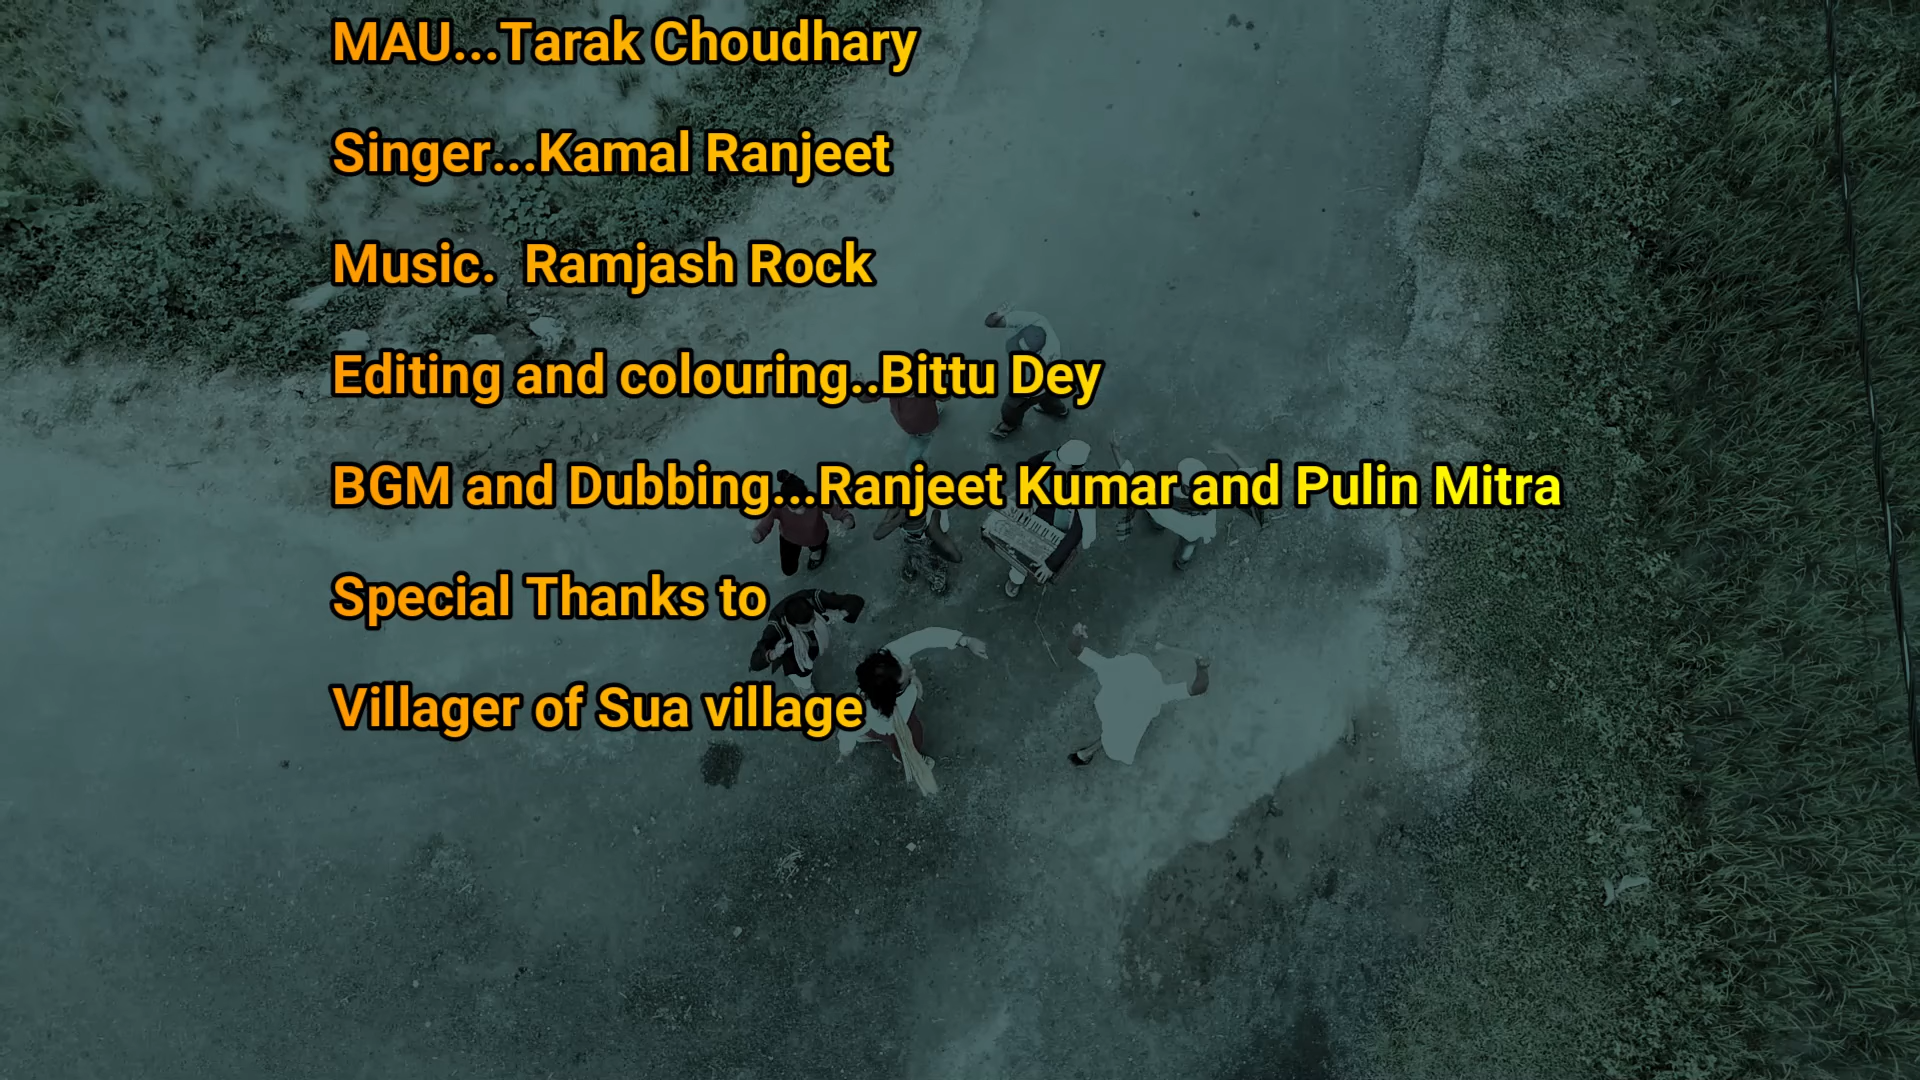 MAU...Tarak Choudhary
Singer...Kamal Ranjeet
Music.  Ramjash Rock
Editing and colouring..Bittu Dey
BGM and Dubbing...Ranjeet Kumar and Pulin Mitra
Special Thanks to
Villager of Sua village